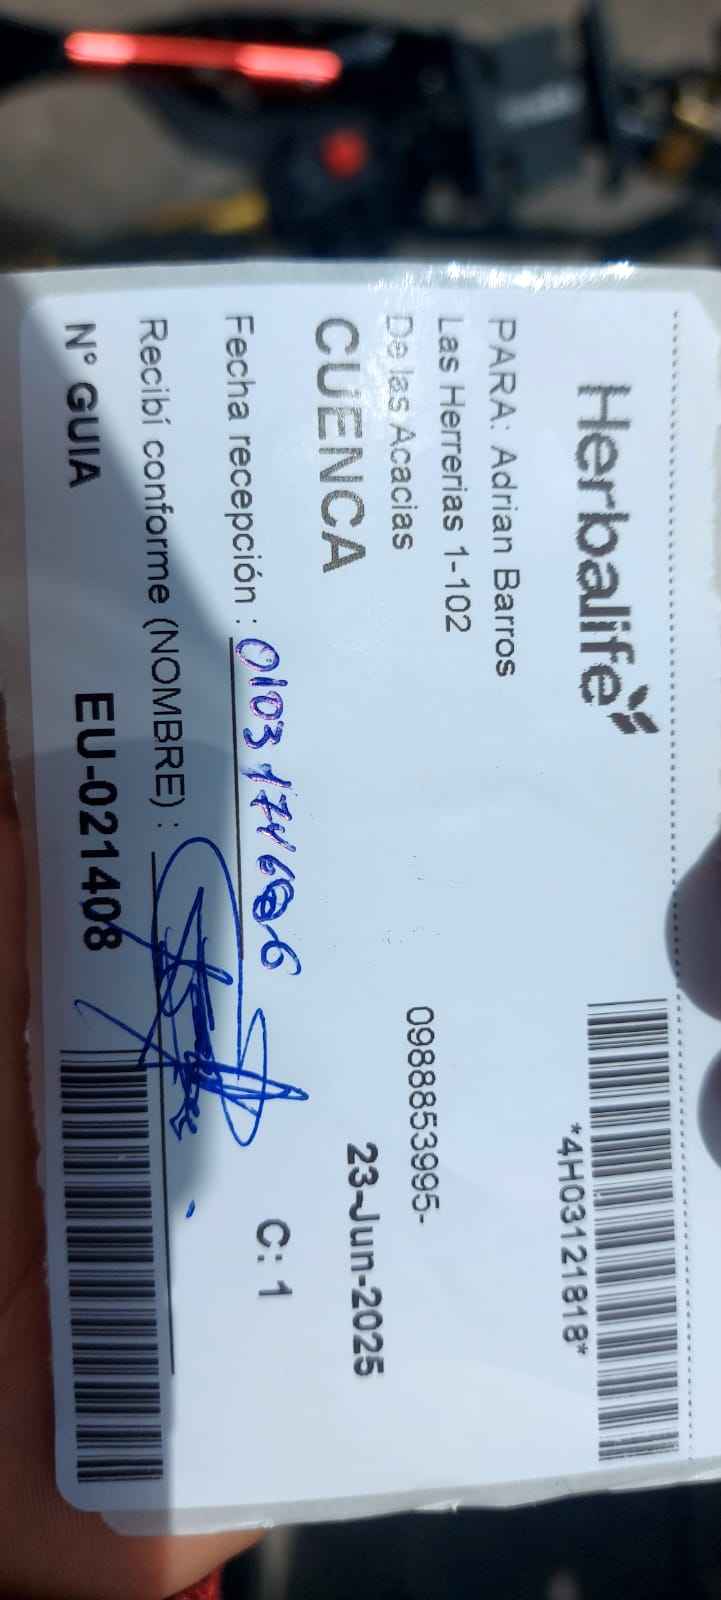 *4H03121818*
Herbalife
PARA: Adrian Barros
Las Herrerias 1-102
0988853995-
De las Acacias
CUENCA
23-Jun-2025
Fecha recepción :
C: 1
Recibí conforme (NOMBRE) :
N° GUIA EU-021408